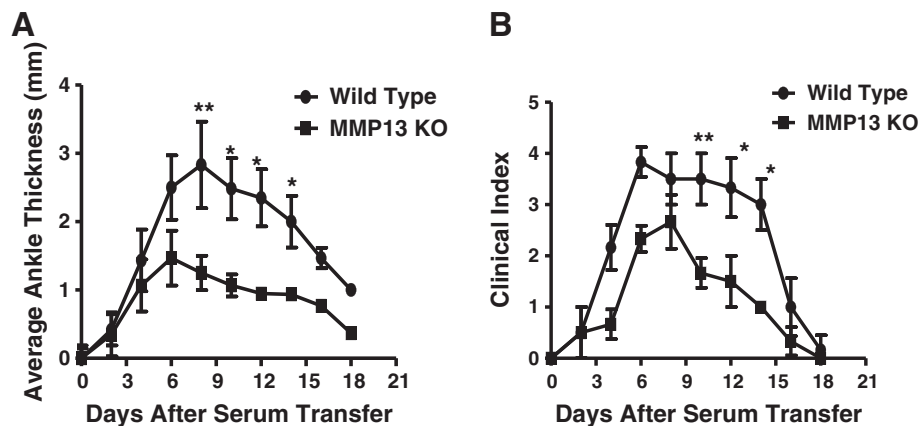 A
Average Ankle Thickness (mm)
4
3
2
1
0
0 3 6 9 12 15 18 21
Days After Serum Transfer
Wild Type
MMP13 KO
**
*
*
*
B
Clinical Index
5
4
3
2
1
0
0 3 6 9 12 15 18 21
Days After Serum Transfer
Wild Type
MMP13 KO
**
*
*